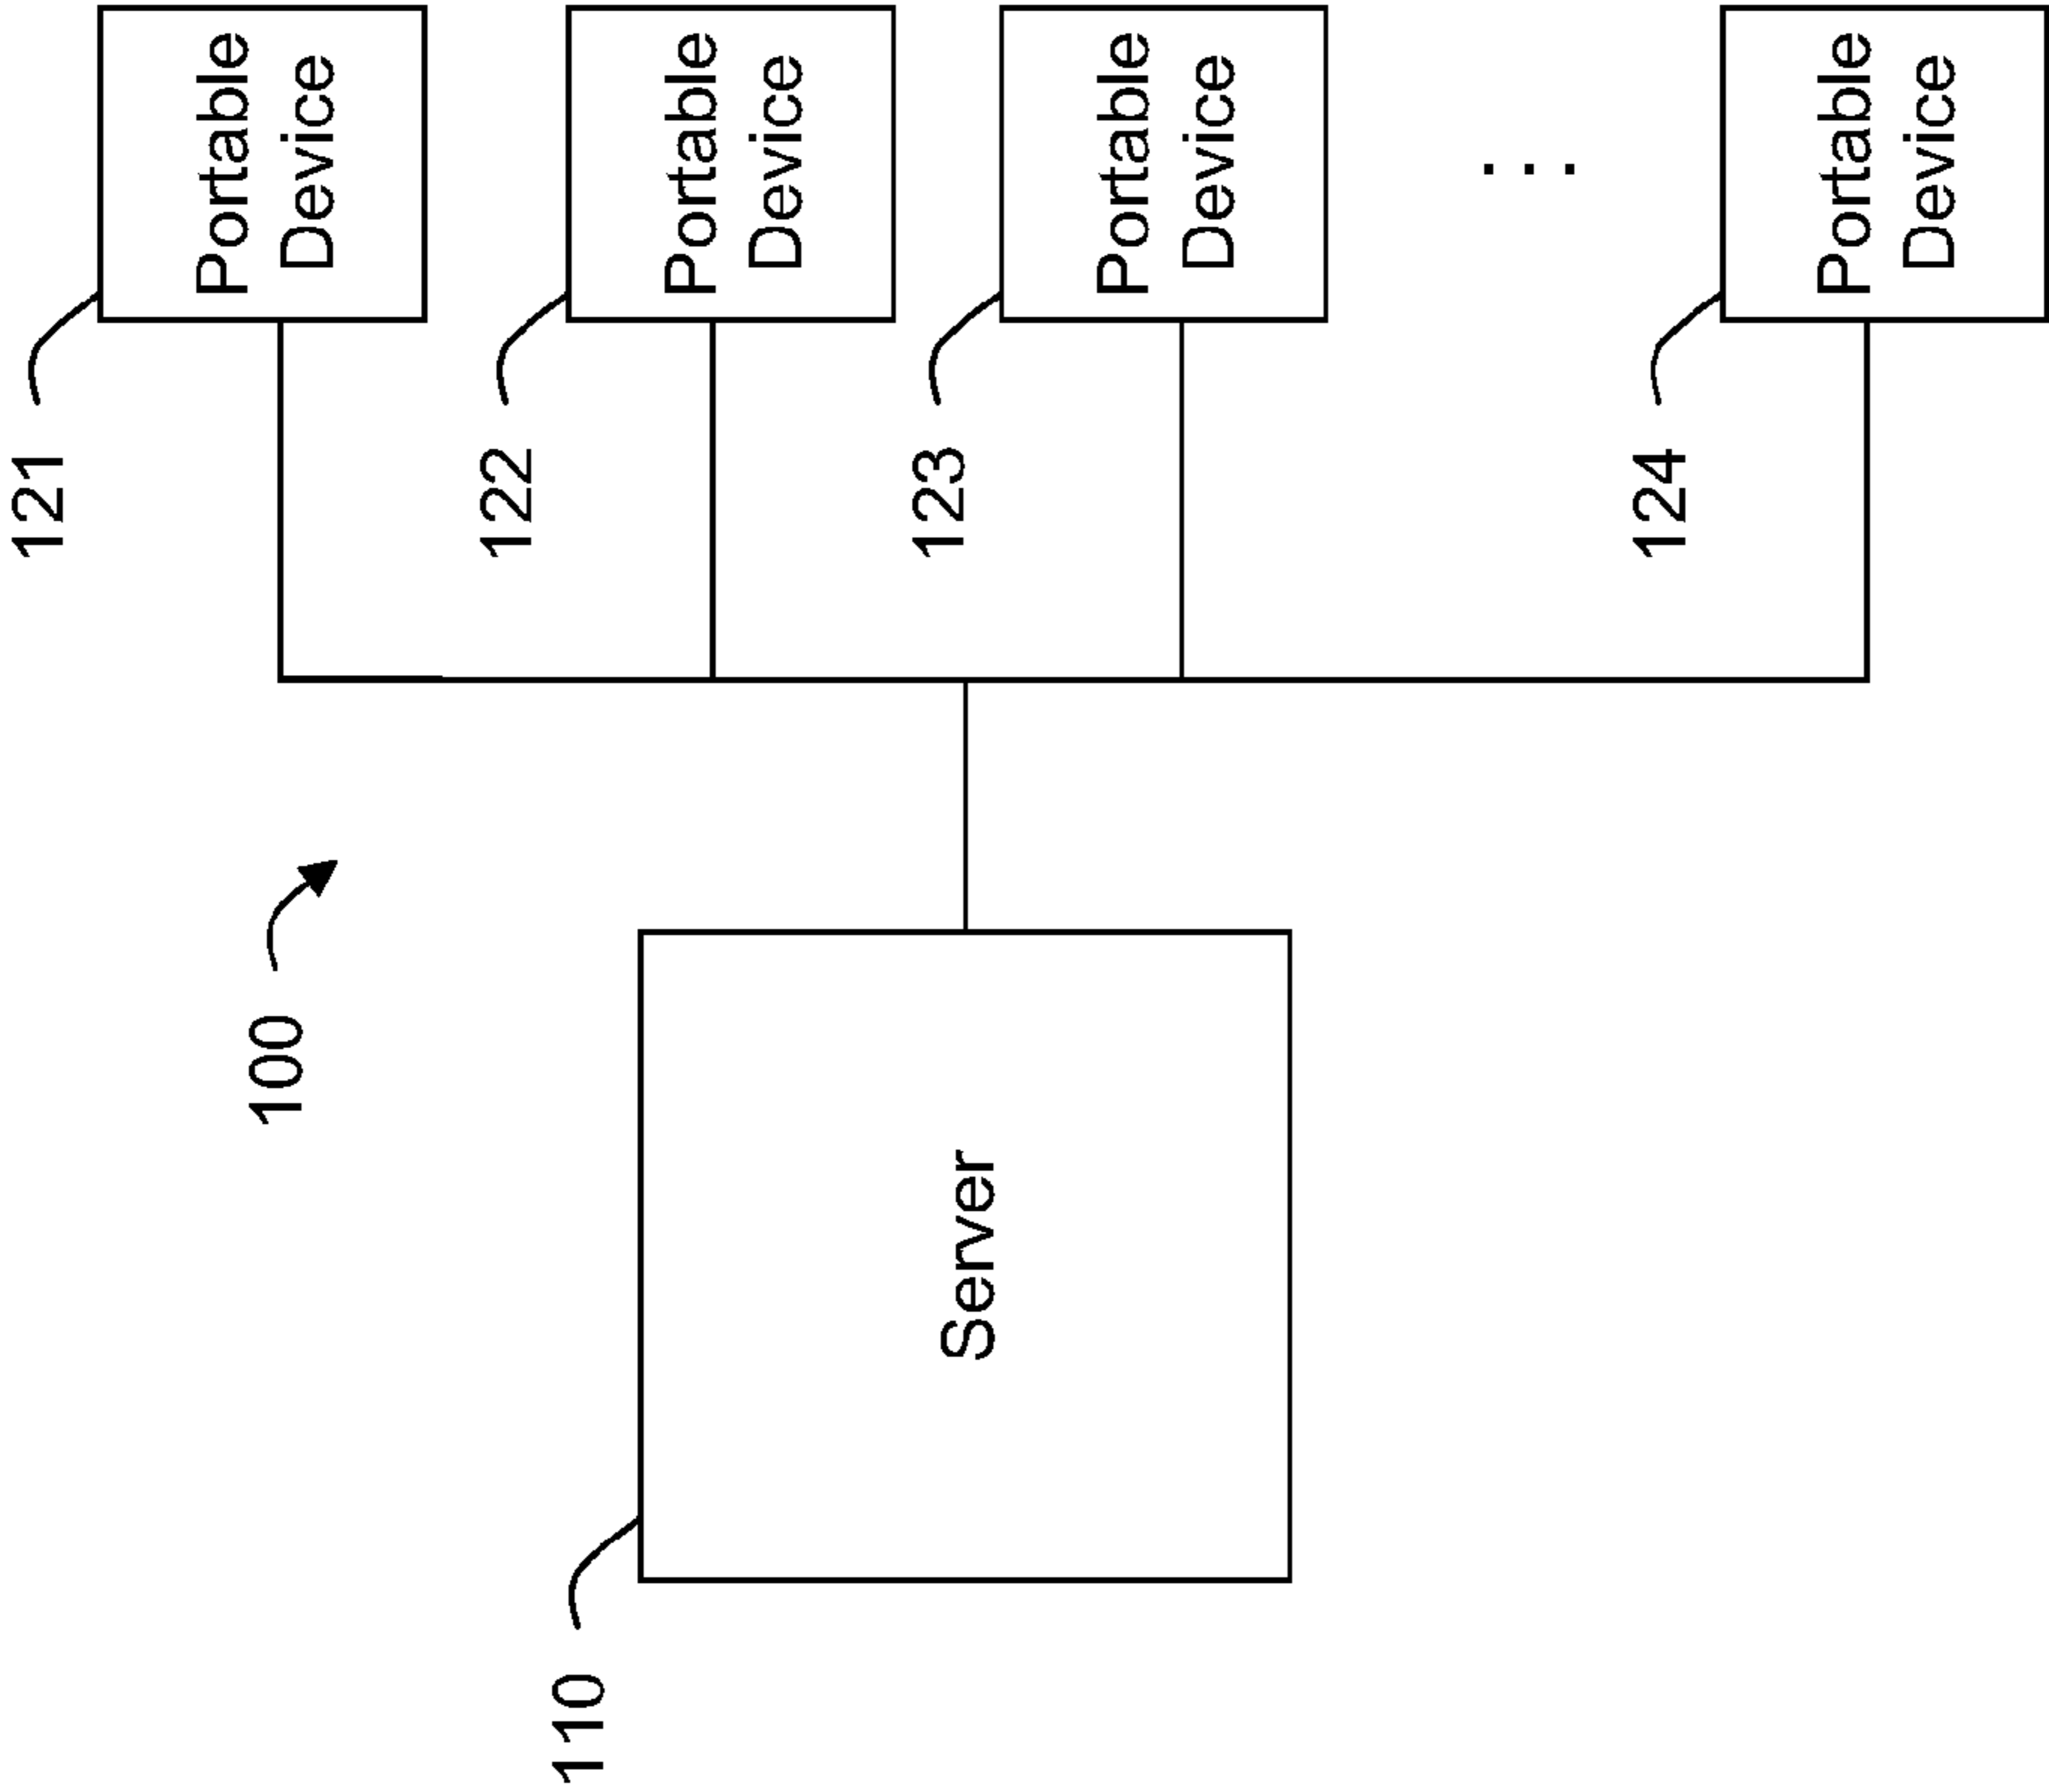 100
121
Portable
Device
122
Portable
Device
110
Server
123
Portable
Device
...
124
Portable
Device